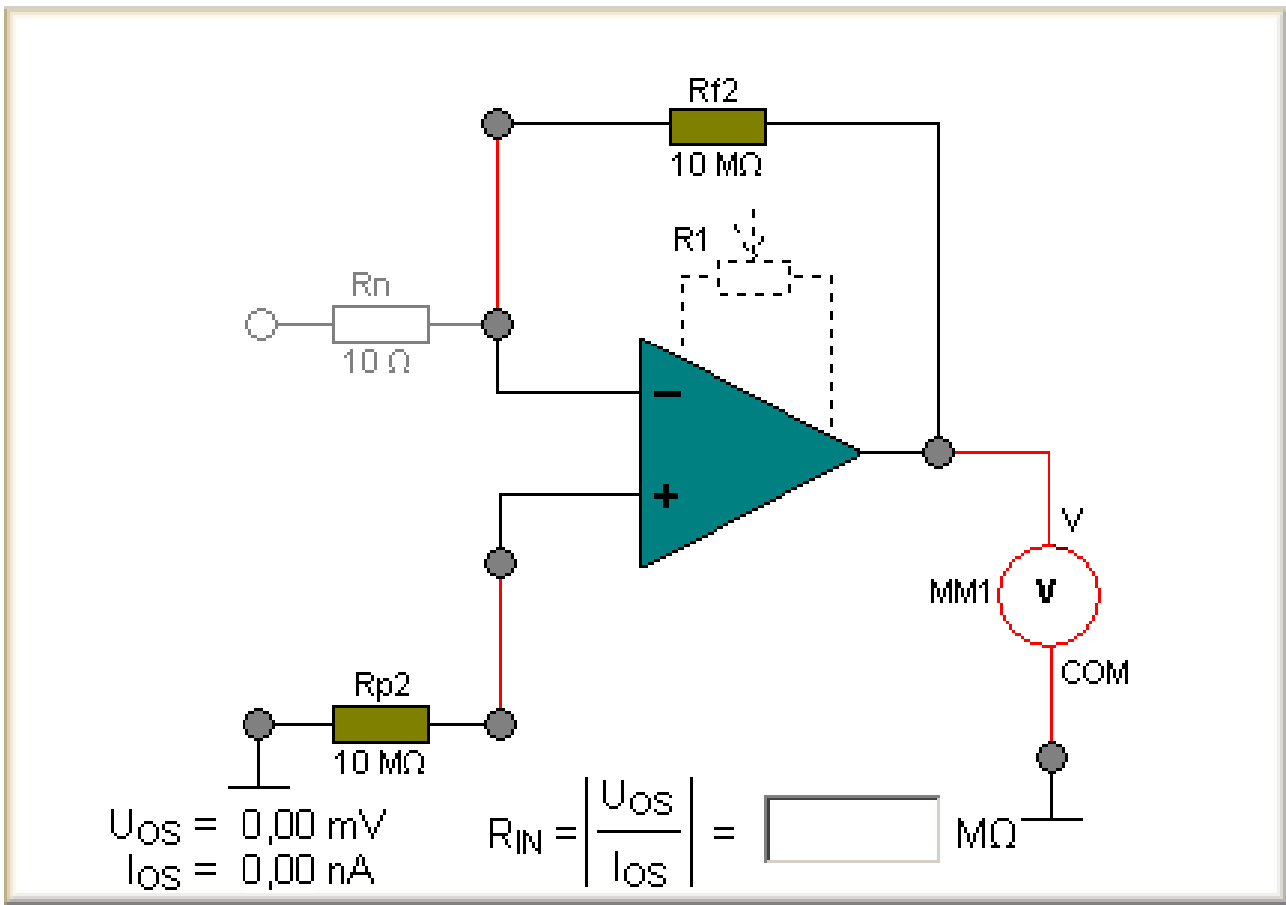 Rf2
10 MΩ
R1
Rn
10 Ω
−
+
V
MM1
V
COM
Rp2
10 MΩ
UOS = 0,00 mV
IOS = 0,00 nA
RIN = |UOS / IOS| = MΩ